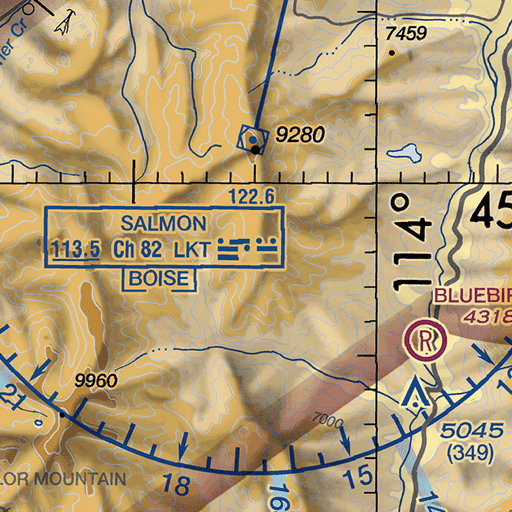 7459
9280
122.6
SALMON
113.5 Ch 82 LKT
BOISE
114°
45
BLUEBIR
4318
R
21
9960
7000
5045
(349)
LOR MOUNTAIN
18
16
15